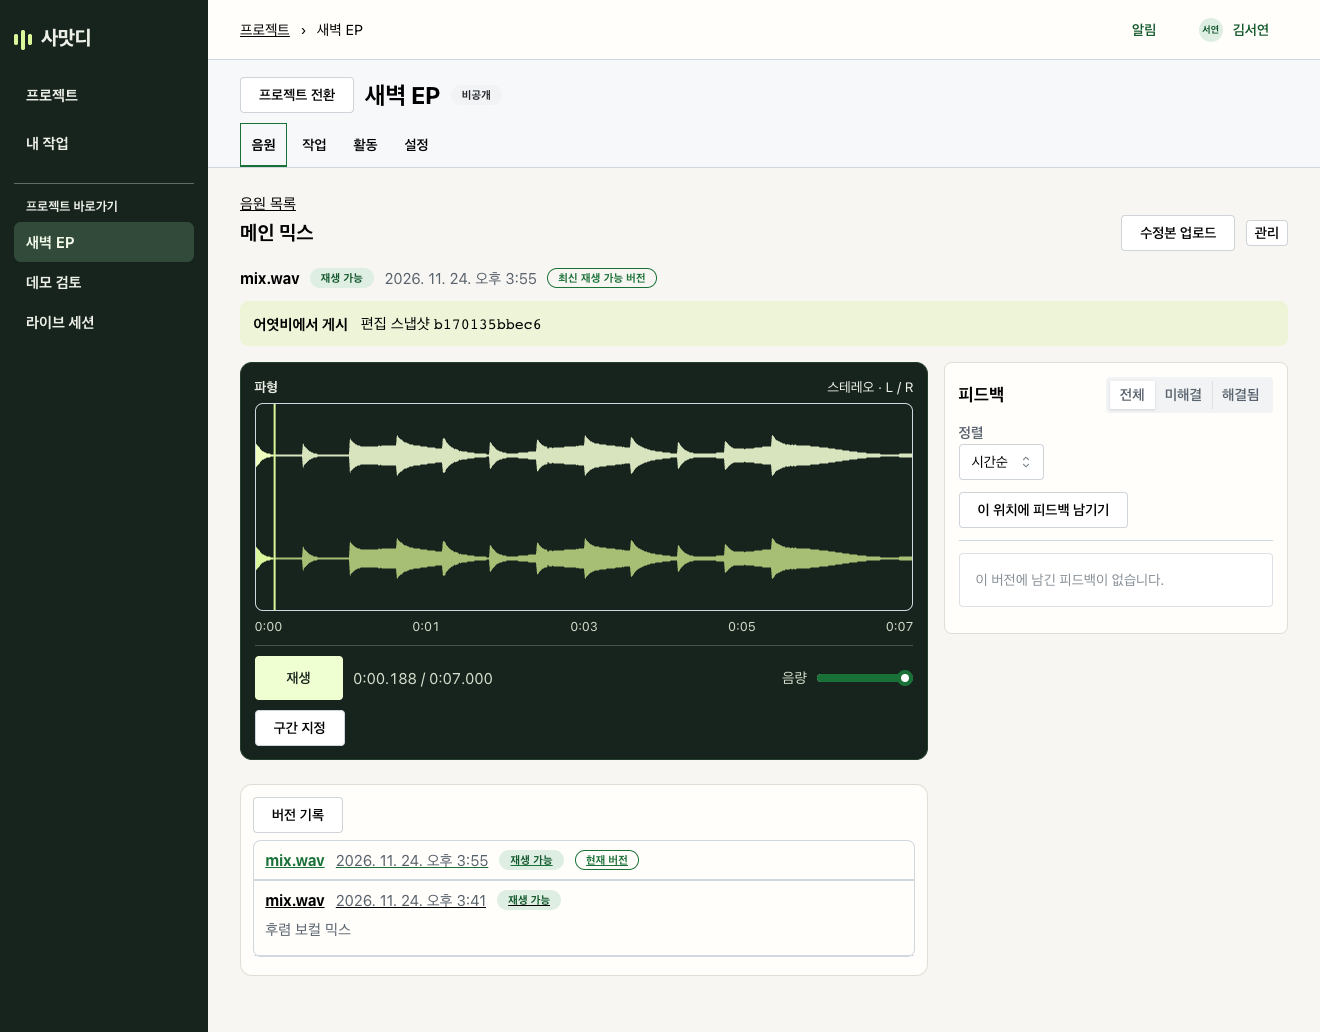 사맛디
프로젝트
내 작업
프로젝트 바로가기
새벽 EP
데모 검토
라이브 세션
프로젝트 › 새벽 EP
알림
서연 김서연
프로젝트 전환 새벽 EP 비공개
음원 작업 활동 설정
음원 목록
메인 믹스
수정본 업로드 관리
mix.wav 재생 가능 2026. 11. 24. 오후 3:55 최신 재생 가능 버전
어엿비에서 게시 편집 스냅샷 b170135bbec6
파형 스테레오 · L / R
0:00 0:01 0:03 0:05 0:07
재생 0:00.188 / 0:07.000 음량
구간 지정
피드백 전체 미해결 해결됨
정렬
시간순
이 위치에 피드백 남기기
이 버전에 남긴 피드백이 없습니다.
버전 기록
mix.wav 2026. 11. 24. 오후 3:55 재생 가능 현재 버전
mix.wav 2026. 11. 24. 오후 3:41 재생 가능
후렴 보컬 믹스